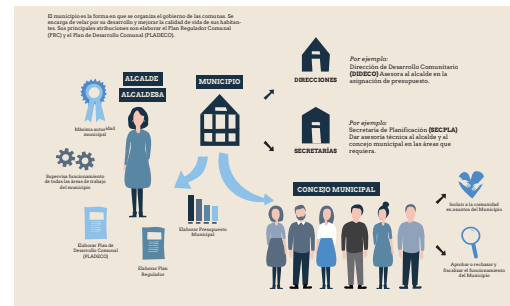 El municipio es la forma en que se organiza el gobierno de las comunas. Se
encarga de velar por su desarrollo y mejorar la calidad de vida de sus habitan-
tes. Sus principales atribuciones son elaborar el Plan Regulador Comunal
(PRC) y el Plan de Desarrollo Comunal (PLADECO).
ALCALDE
ALCALDESA
Máxima autoridad
municipal
Supervisa funcionamiento
de todas las áreas de trabajo
del municipio
Elaborar Plan de
Desarrollo Comunal
(PLADECO)
Elaborar Plan
Regulador
Elaborar Presupuesto
Municipal
MUNICIPIO
DIRECCIONES
Por ejemplo:
Dirección de Desarrollo Comunitario
(DIDECO) Asesora al alcalde en la
asignación de presupuesto.
SECRETARÍAS
Por ejemplo:
Secretaría de Planificación (SECPLA)
Dar asesoría técnica al alcalde y al
concejo municipal en las áreas que
requiera.
CONCEJO MUNICIPAL
Incluir a la comunidad
en asuntos del Municipio
Aprobar o rechazar y
fiscalizar el funcionamiento
del Municipio